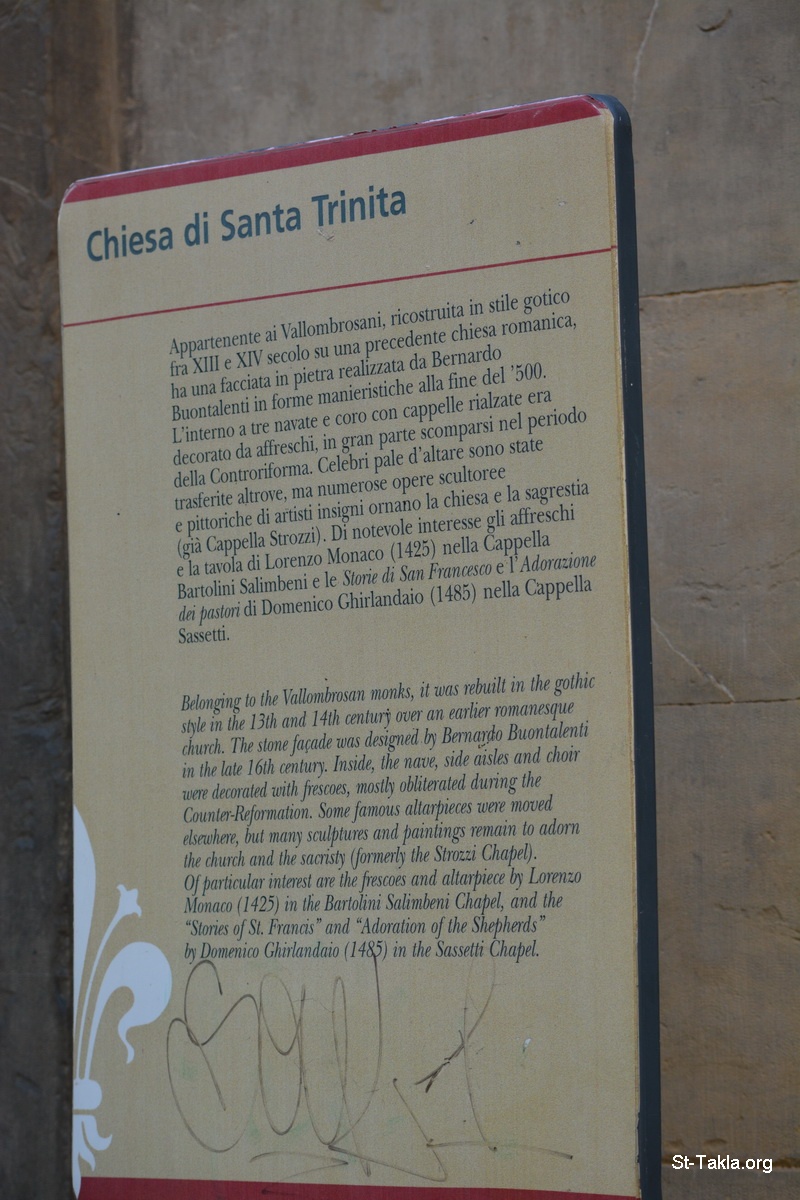 Chiesa di Santa Trinita
Appartenente ai Vallombrosani, ricostruita in stile gotico
fra XIII e XIV secolo su una precedente chiesa romanica,
ha una facciata in pietra realizzata da Bernardo
Buontalenti in forme manieristiche alla fine del '500.
L'interno a tre navate e coro con cappelle rialzate era
decorato da affreschi, in gran parte scomparsi nel periodo
della Controriforma. Celebri pale d'altare sono state
trasferite altrove, ma numerose opere scultoree
e pittoriche di artisti insigni ornano la chiesa e la sagrestia
(già Cappella Strozzi). Di notevole interesse gli affreschi
e la tavola di Lorenzo Monaco (1425) nella Cappella
Bartolini Salimbeni e le Storie di San Francesco e l'Adorazione
dei pastori di Domenico Ghirlandaio (1485) nella Cappella
Sassetti.
Belonging to the Vallombrosan monks, it was rebuilt in the gothic
style in the 13th and 14th century over an earlier romanesque
church. The stone façade was designed by Bernardo Buontalenti
in the late 16th century. Inside, the nave, side aisles and choir
were decorated with frescoes, mostly obliterated during the
Counter-Reformation. Some famous altarpieces were moved
elsewhere, but many sculptures and paintings remain to adorn
the church and the sacristy (formerly the Strozzi Chapel).
Of particular interest are the frescoes and altarpiece by Lorenzo
Monaco (1425) in the Bartolini Salimbeni Chapel, and the
"Stories of St. Francis" and "Adoration of the Shepherds"
by Domenico Ghirlandaio (1485) in the Sassetti Chapel.
St-Takla.org